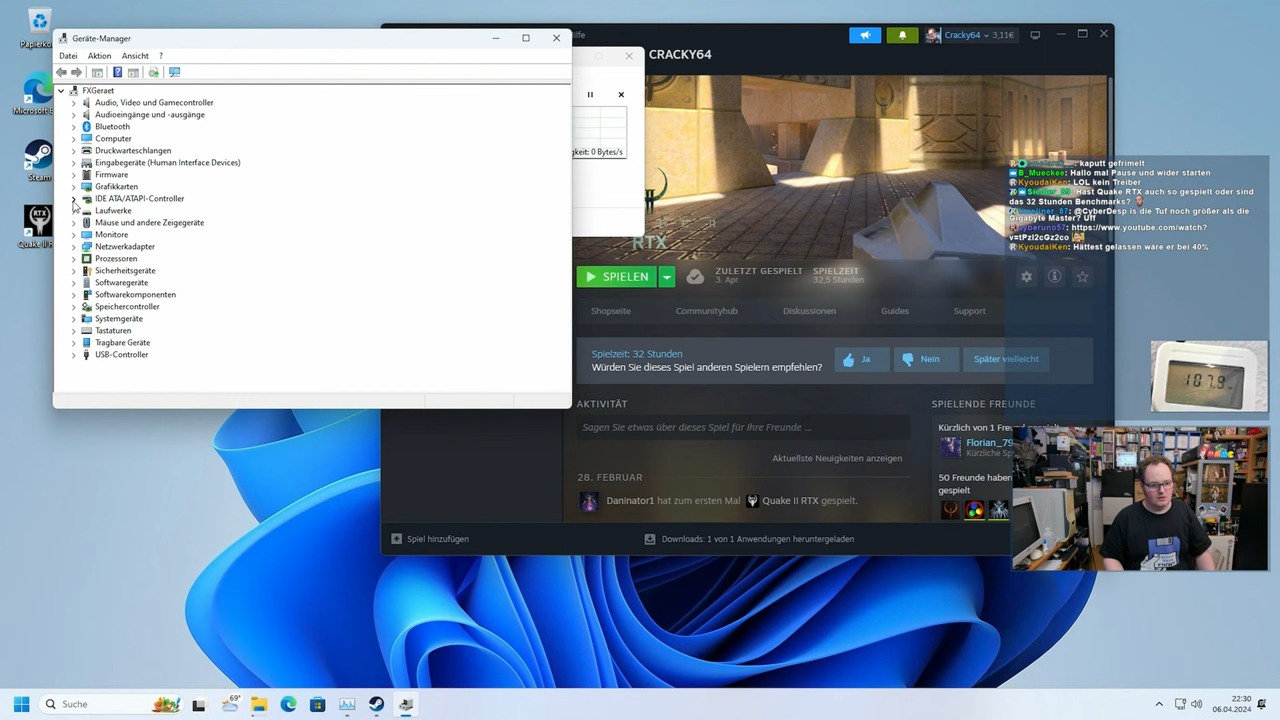 Papierko
Microsoft E
Steam
Quake II R
Geräte-Manager
Datei Aktion Ansicht ?
FXGeraet
Audio, Video und Gamecontroller
Audioeingänge und -ausgänge
Bluetooth
Computer
Druckwarteschlangen
Eingabegeräte (Human Interface Devices)
Firmware
Grafikkarten
IDE ATA/ATAPI-Controller
Laufwerke
Mäuse und andere Zeigegeräte
Monitore
Netzwerkadapter
Prozessoren
Sicherheitsgeräte
Softwaregeräte
Softwarekomponenten
Speichercontroller
Systemgeräte
Tastaturen
Tragbare Geräte
USB-Controller
ilfe
Cracky64 3,11€
CRACKY64
gkeit: 0 Bytes/s
RTX
SPIELEN
ZULETZT GESPIELT
3. Apr.
SPIELZEIT
32,5 Stunden
Shopseite Communityhub Diskussionen Guides Support
Spielzeit: 32 Stunden
Würden Sie dieses Spiel anderen Spielern empfehlen?
Ja Nein Später vielleicht
AKTIVITÄT
Sagen Sie etwas über dieses Spiel für Ihre Freunde ...
Aktuellste Neuigkeiten anzeigen
28. FEBRUAR
Daninator1 hat zum ersten Mal Quake II RTX gespielt.
SPIELENDE FREUNDE
Kürzlich von 1 Freund gespielt
Florian_79
Kürzliche Sp
50 Freunde haben
gespielt
Spiel hinzufügen
Downloads: 1 von 1 Anwendungen heruntergeladen
: kaputt gefrimelt
B_Mueckee: Hallo mal Pause und wider starten
KyoudaiKen: LOL kein Treiber
: Hast Quake RTX auch so gespielt oder sind
das 32 Stunden Benchmarks?
: @CyberDesp is die Tuf noch größer als die
Gigabyte Master? Uff
: https://www.youtube.com/watch?
v=tPzI2cGz2co
KyoudaiKen: Hättest gelassen wäre er bei 40%
187.9
Suche
69°
22:30
06.04.2024